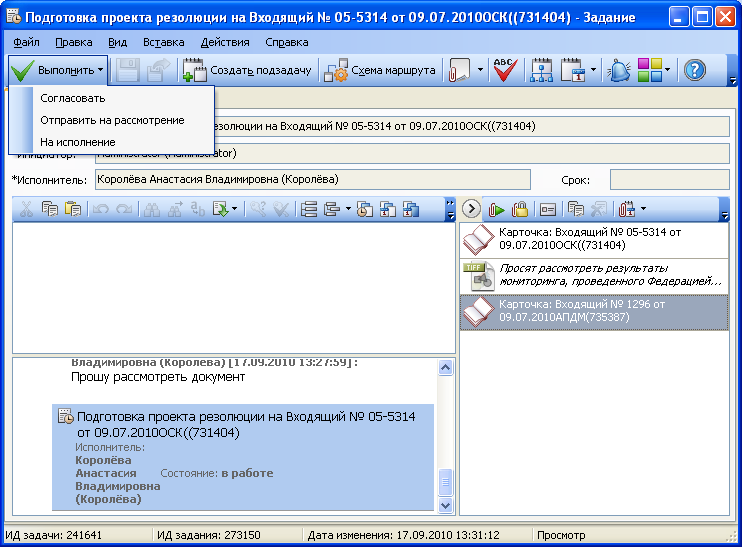 Подготовка проекта резолюции на Входящий № 05-5314 от 09.07.2010ОСК((731404) - Задание
Файл Правка Вид Вставка Действия Справка
Выполнить Создать подзадачу Схема маршрута ABC
Согласовать
Отправить на рассмотрение
На исполнение
езолюции на Входящий № 05-5314 от 09.07.2010ОСК((731404)
Инициатор: Administrator (Administrator)
*Исполнитель: Королёва Анастасия Владимировна (Королёва) Срок:
Карточка: Входящий № 05-5314 от
09.07.2010ОСК((731404)
TIFF
Просят рассмотреть результаты
мониторинга, проведенного Федерацией...
Карточка: Входящий № 1296 от
09.07.2010АПДМ(735387)
Владимировна (Королева) [17.09.2010 13:27:59] :
Прошу рассмотреть документ
Подготовка проекта резолюции на Входящий № 05-5314
от 09.07.2010ОСК((731404)
Исполнитель:
Королёва
Анастасия Состояние: в работе
Владимировна
(Королёва)
ИД задачи: 241641 ИД задания: 273150 Дата изменения: 17.09.2010 13:31:12 Просмотр